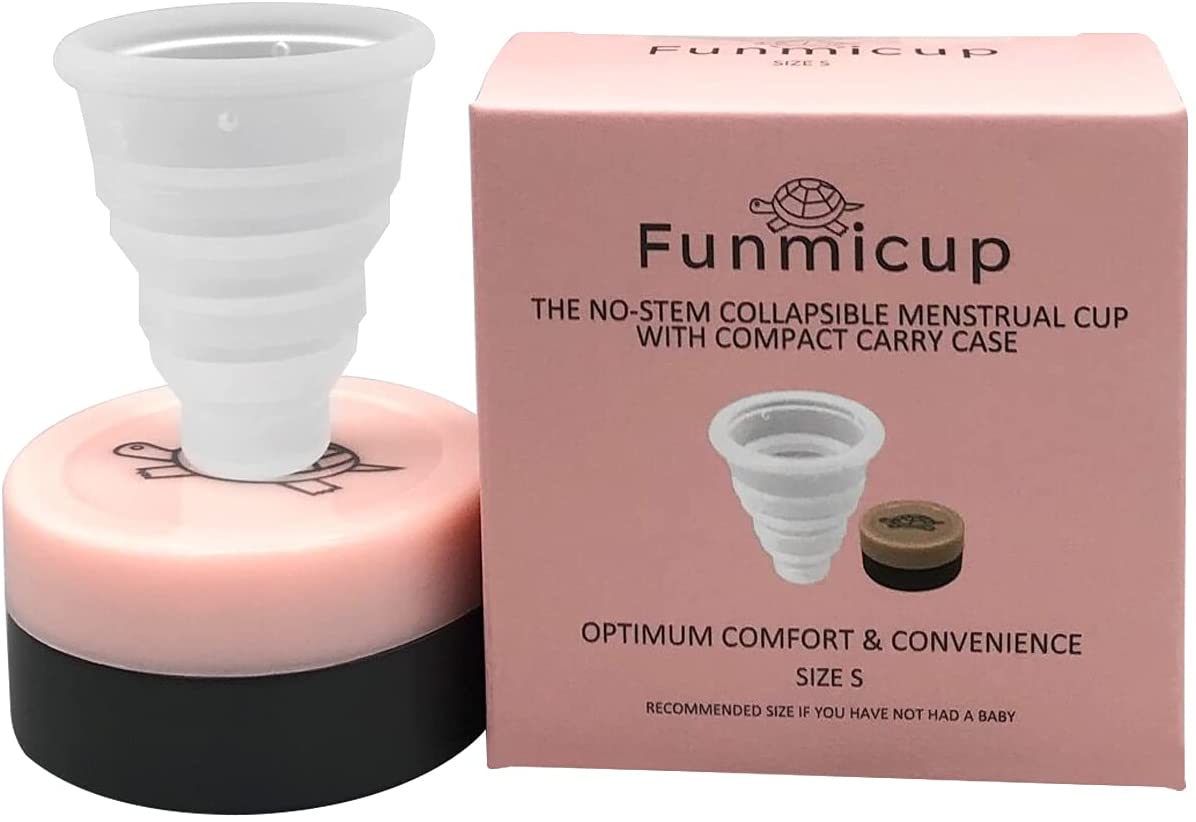 Funmicup
SIZE S
Funmicup
THE NO-STEM COLLAPSIBLE MENSTRUAL CUP
WITH COMPACT CARRY CASE
OPTIMUM COMFORT & CONVENIENCE
SIZE S
RECOMMENDED SIZE IF YOU HAVE NOT HAD A BABY